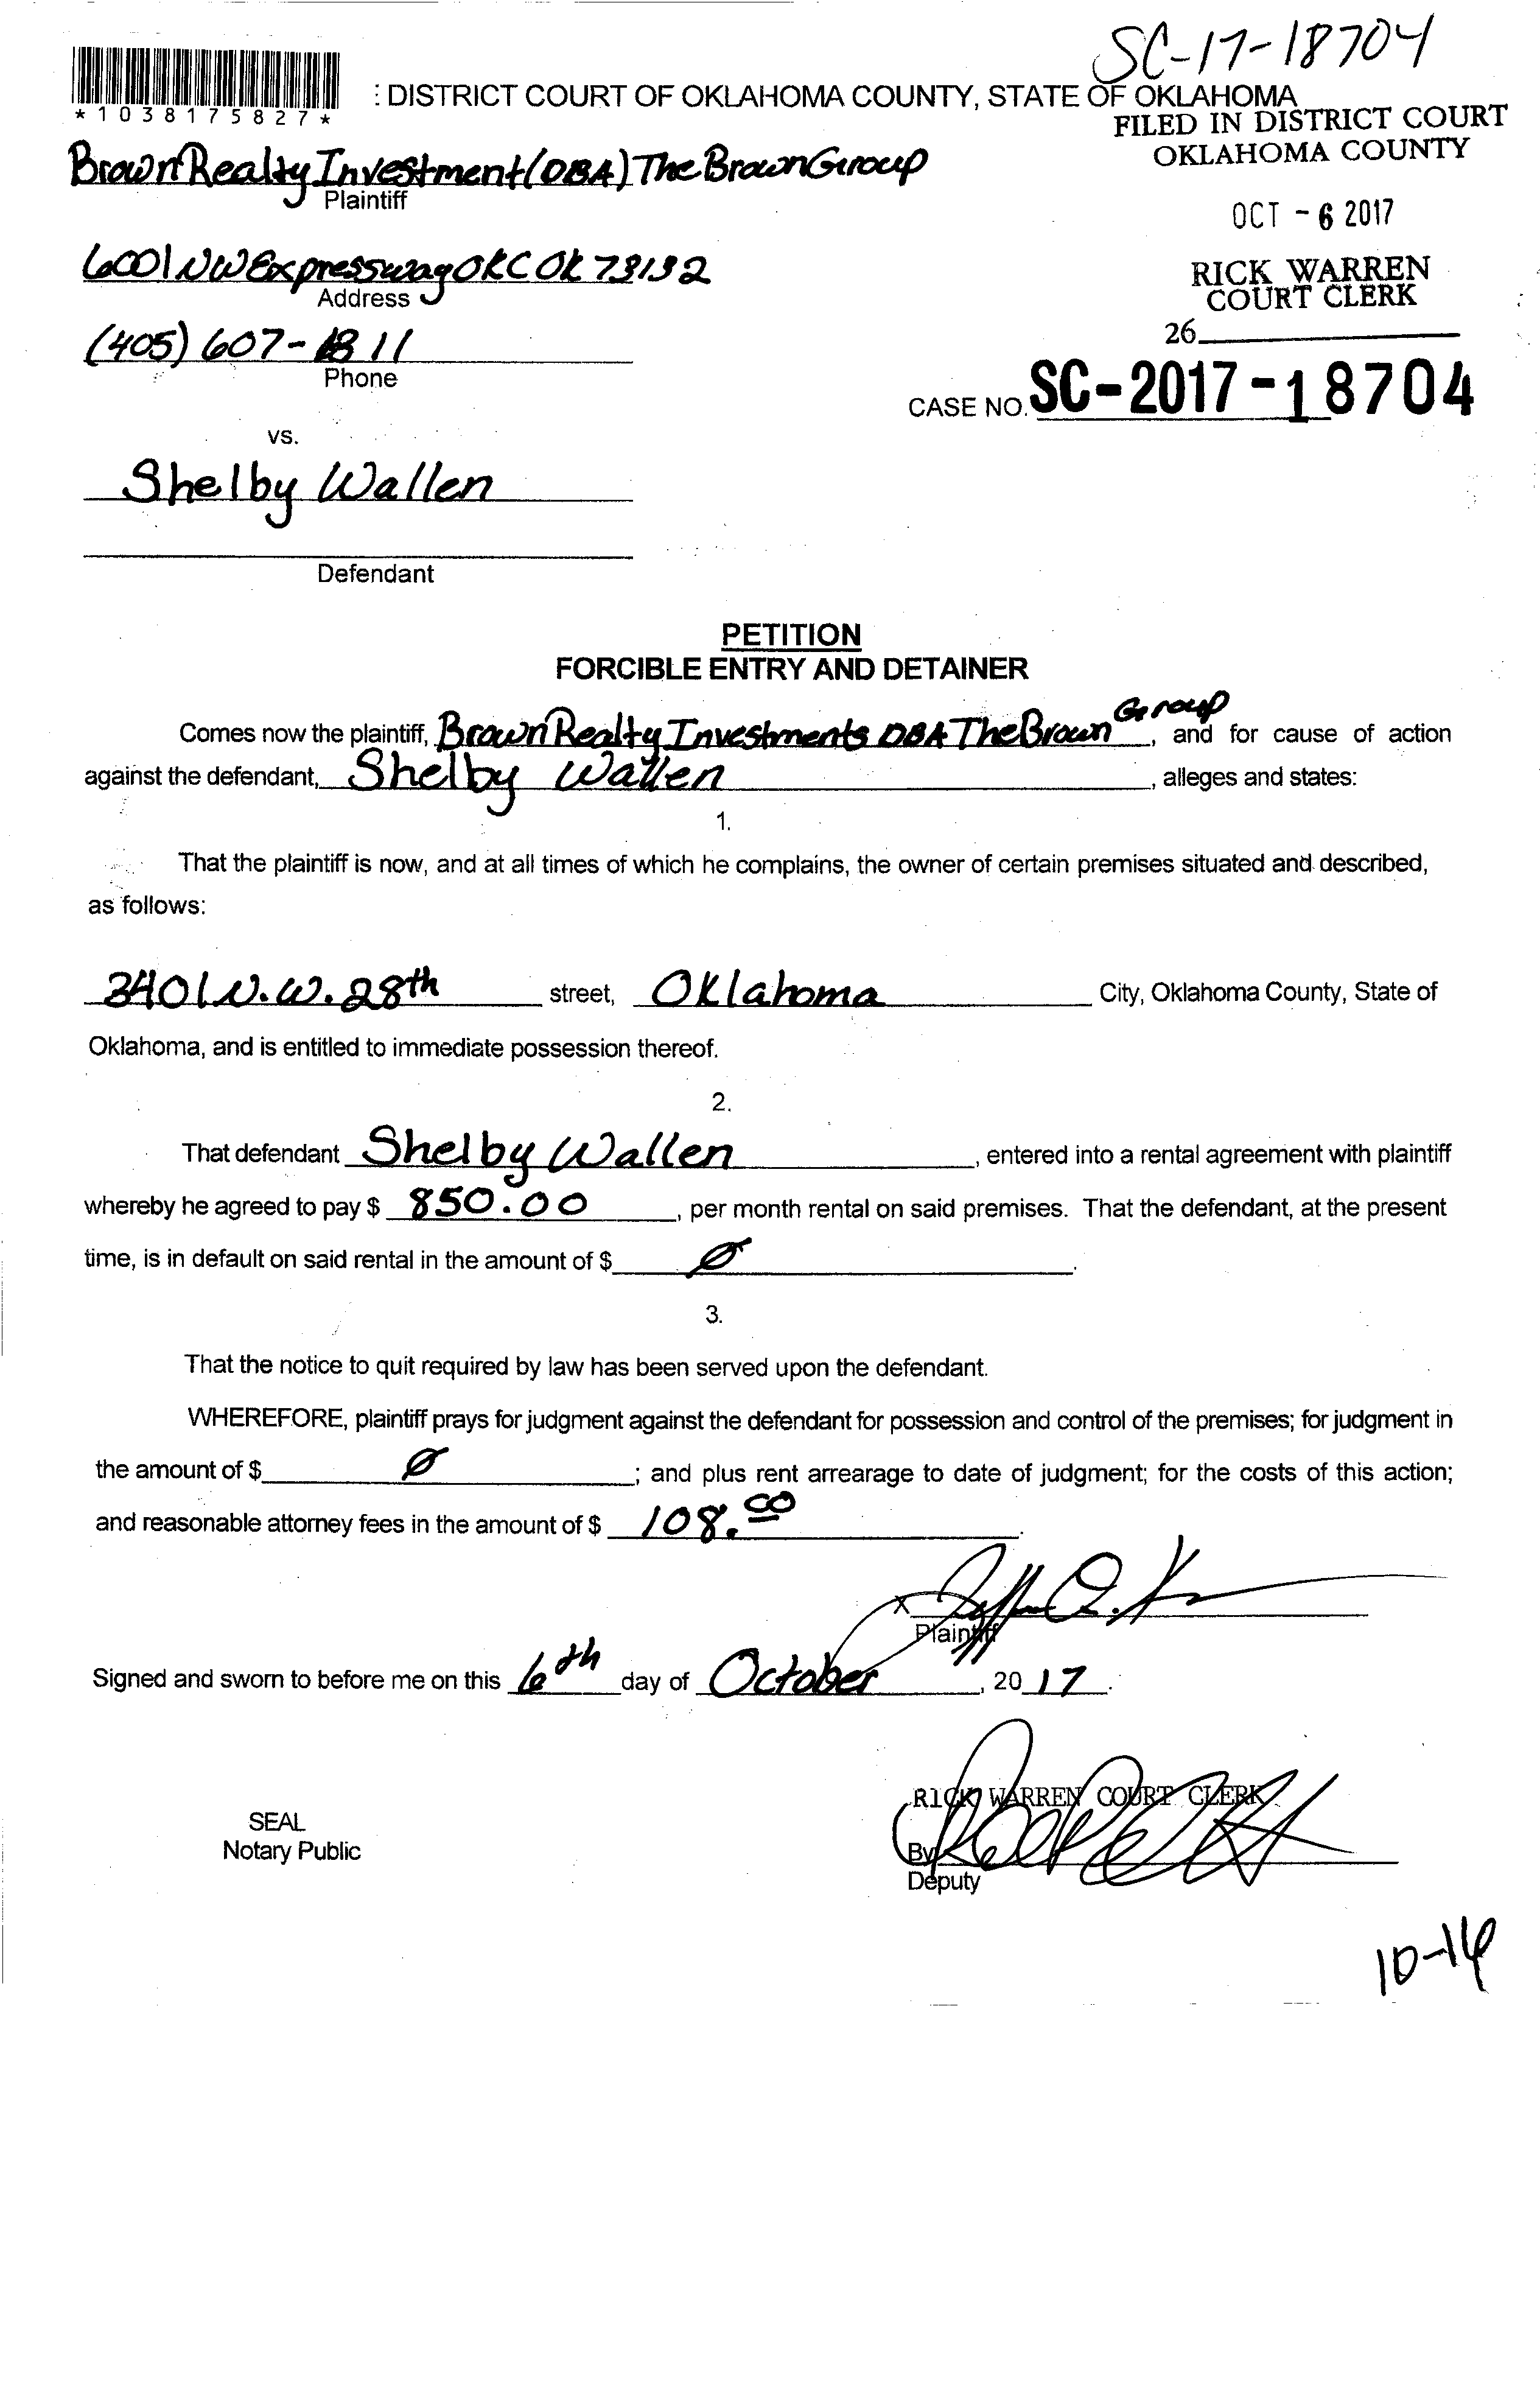 SC-17-18704
*1038175827*
: DISTRICT COURT OF OKLAHOMA COUNTY, STATE OF OKLAHOMA
FILED IN DISTRICT COURT
OKLAHOMA COUNTY
Brown Realty Investment (DBA) The Brown Group
Plaintiff
OCT - 6 2017
6001 NW Expressway OKC OK 73132
Address
RICK WARREN
COURT CLERK
26
(405) 607-1811
Phone
CASE NO. SC-2017-18704
vs.
Shelby Wallen
Defendant
PETITION
FORCIBLE ENTRY AND DETAINER
Comes now the plaintiff, Brown Realty Investments DBA The Brown Group, and for cause of action
against the defendant, Shelby Wallen, alleges and states:
1.
That the plaintiff is now, and at all times of which he complains, the owner of certain premises situated and described,
as follows:
3401 N.W. 28th street, Oklahoma City, Oklahoma County, State of
Oklahoma, and is entitled to immediate possession thereof.
2.
That defendant Shelby Wallen, entered into a rental agreement with plaintiff
whereby he agreed to pay $ 850.00, per month rental on said premises. That the defendant, at the present
time, is in default on said rental in the amount of $ Ø.
3.
That the notice to quit required by law has been served upon the defendant.
WHEREFORE, plaintiff prays for judgment against the defendant for possession and control of the premises; for judgment in
the amount of $ Ø; and plus rent arrearage to date of judgment; for the costs of this action;
and reasonable attorney fees in the amount of $ 108.00.
X
Plaintiff
Signed and sworn to before me on this 6th day of October, 2017.
RICK WARREN COURT CLERK
SEAL
Notary Public
By
Deputy
10-16